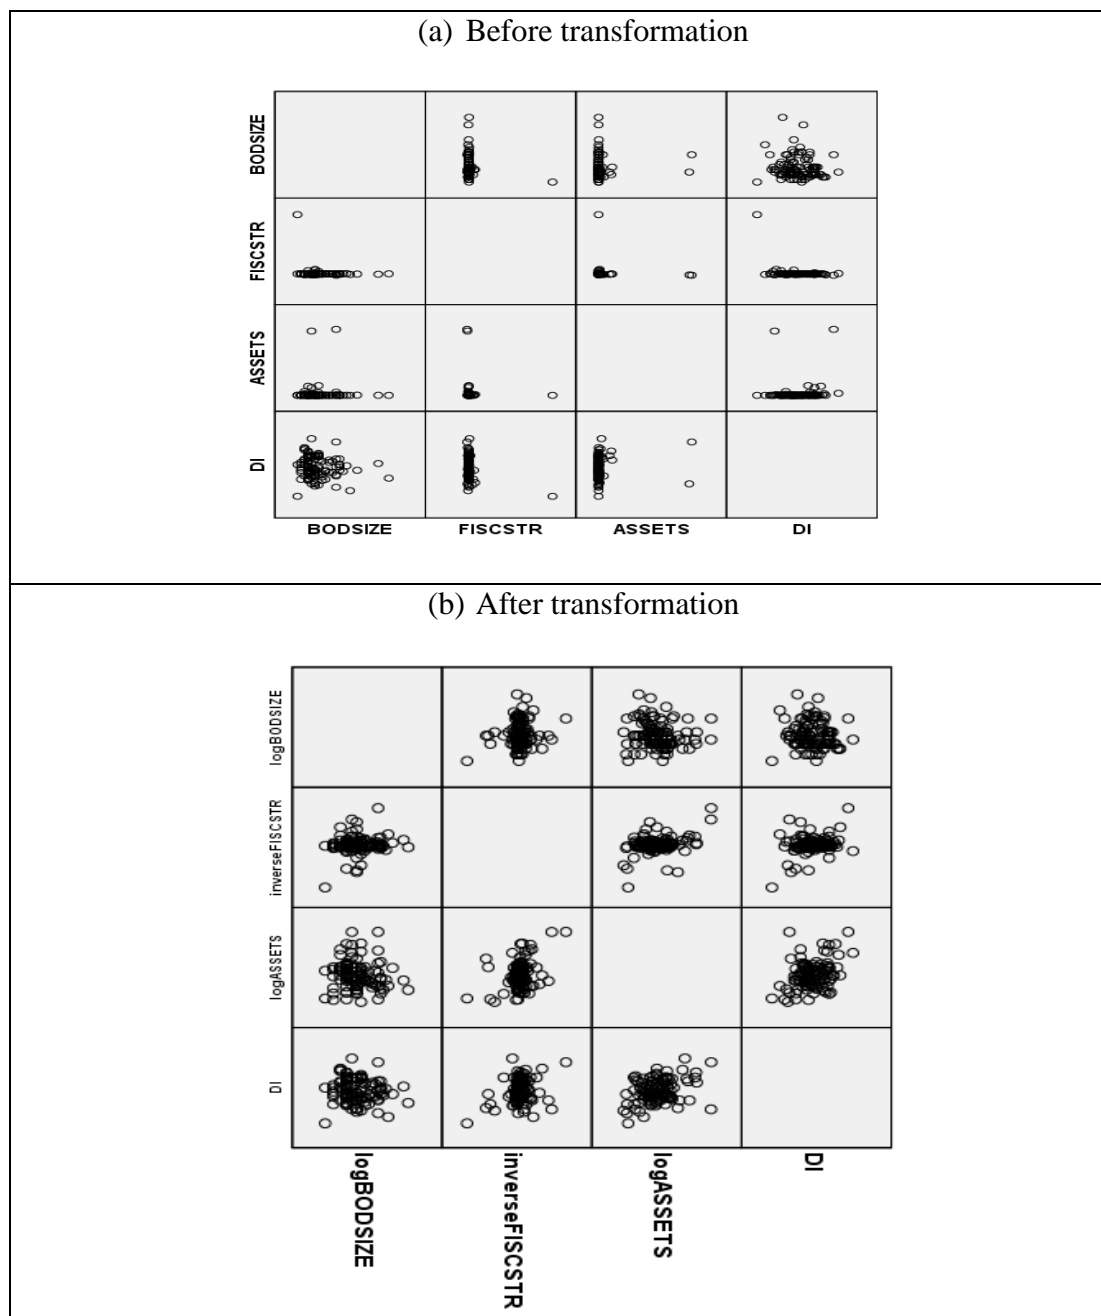 (a) Before transformation
BODSIZE
FISCSTR
ASSETS
DI
BODSIZE FISCSTR ASSETS DI
(b) After transformation
logBODSIZE
inverseFISCSTR
logASSETS
DI
logBODSIZE inverseFISCSTR logASSETS DI